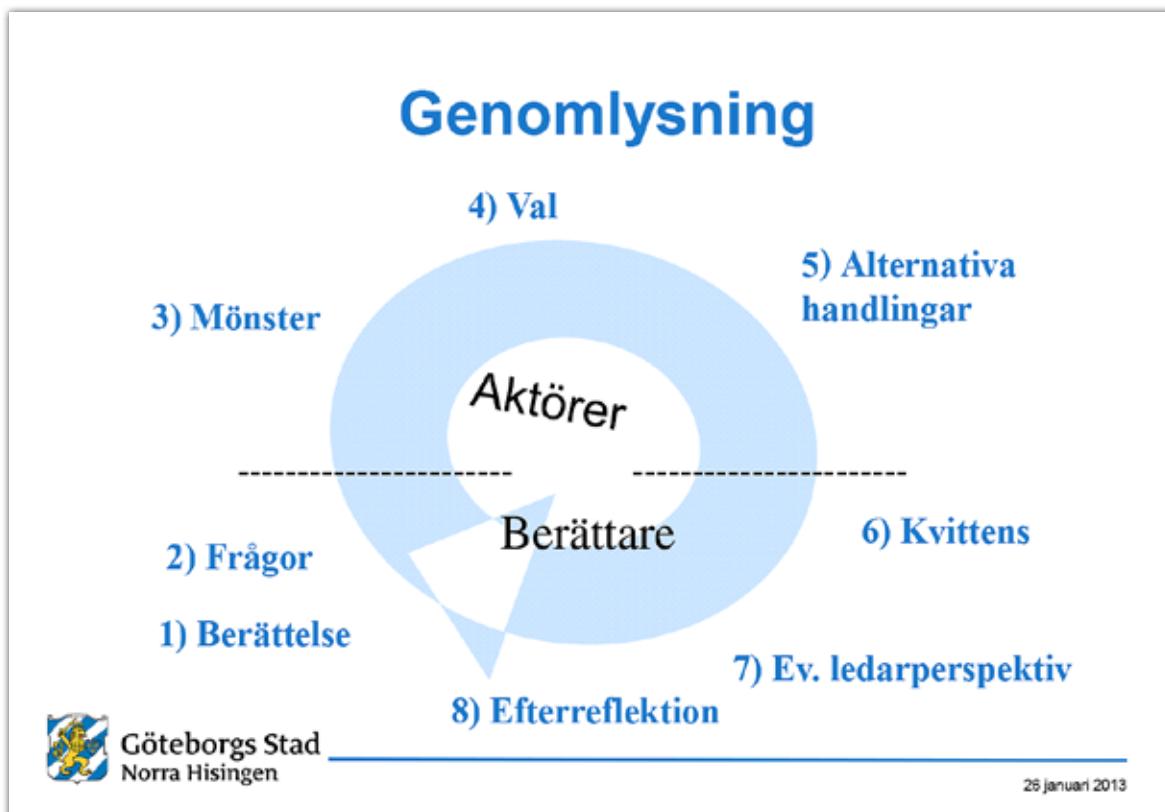 Genomlysning
4) Val
5) Alternativa
handlingar
3) Mönster
Aktörer
----------------------- -----------------------
Berättare
6) Kvittens
2) Frågor
1) Berättelse
7) Ev. ledarperspektiv
8) Efterreflektion
Göteborgs Stad
Norra Hisingen
26 januari 2013